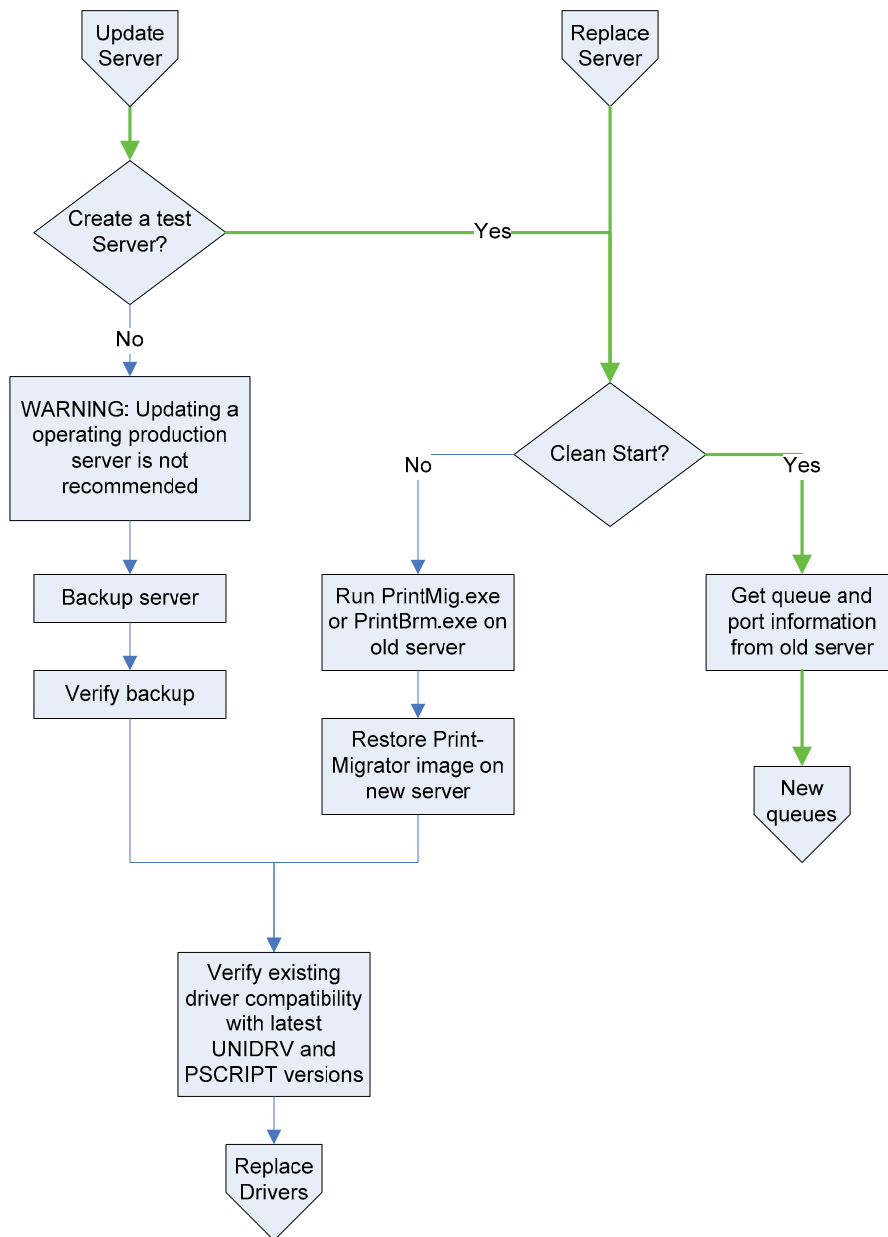 Update
Server
Replace
Server
Create a test
Server?
Yes
No
WARNING: Updating a
operating production
server is not
recommended
Clean Start?
No
Yes
Backup server
Run PrintMig.exe
or PrintBrm.exe on
old server
Get queue and
port information
from old server
Verify backup
Restore Print-
Migrator image on
new server
New
queues
Verify existing
driver compatibility
with latest
UNIDRV and
PSCRIPT versions
Replace
Drivers